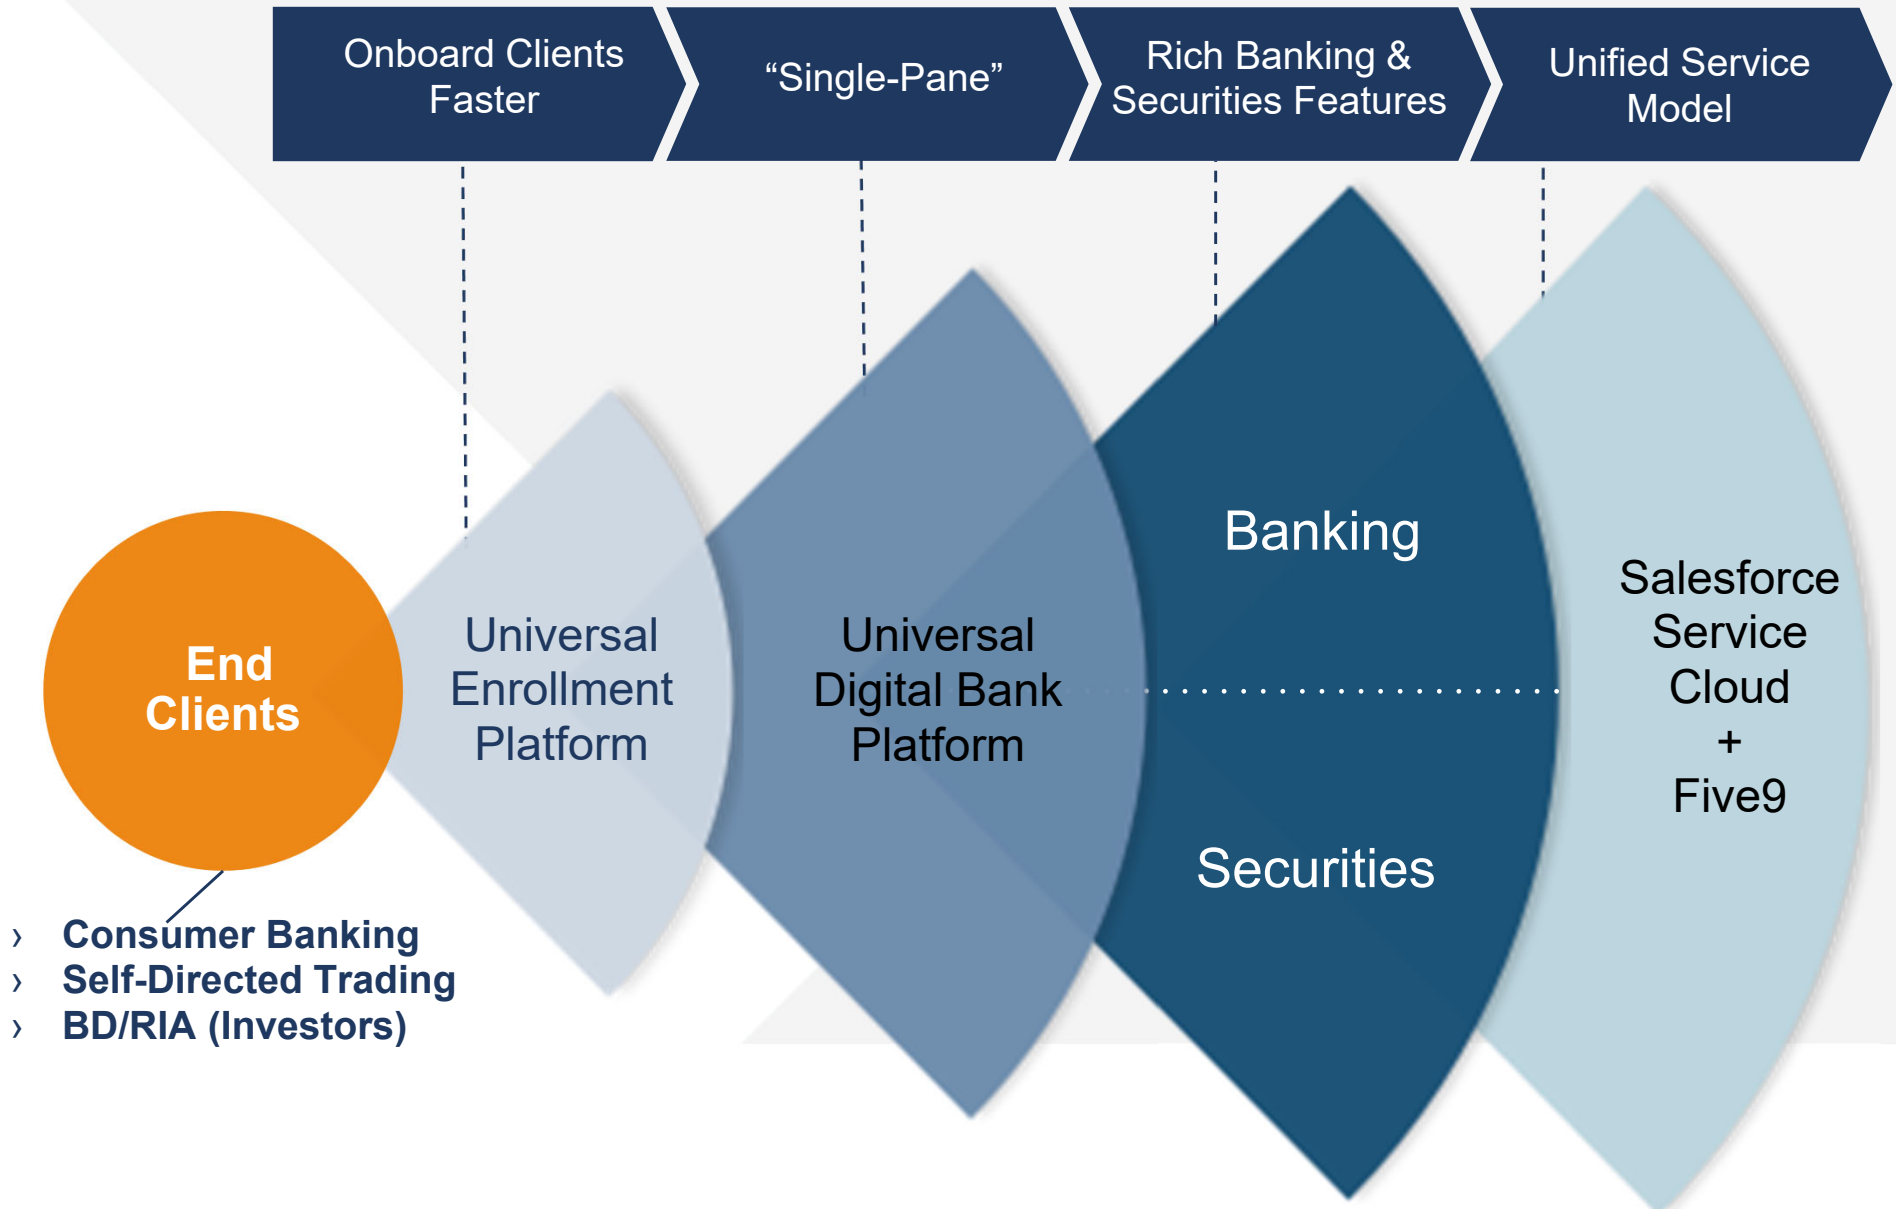 Onboard Clients
Faster
“Single-Pane”
Rich Banking &
Securities Features
Unified Service
Model
End
Clients
Universal
Enrollment
Platform
Universal
Digital Bank
Platform
Banking
Securities
Salesforce
Service
Cloud
+
Five9
› Consumer Banking
› Self-Directed Trading
› BD/RIA (Investors)